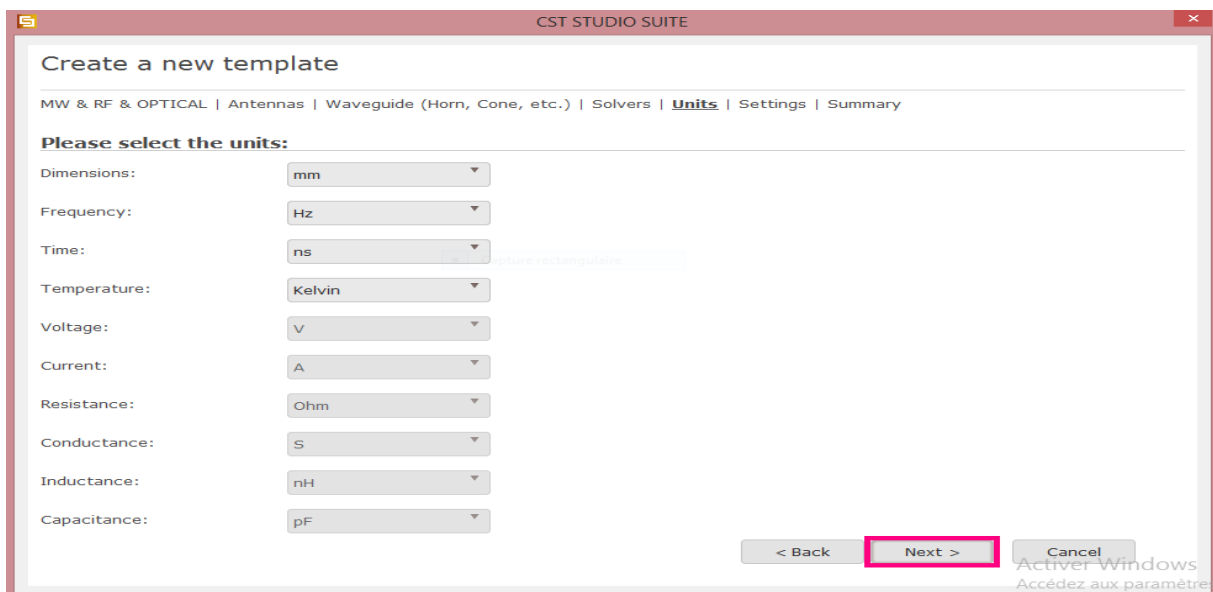 CST STUDIO SUITE
Create a new template
MW & RF & OPTICAL | Antennas | Waveguide (Horn, Cone, etc.) | Solvers | Units | Settings | Summary
Please select the units:
Dimensions: mm
Frequency: Hz
Time: ns
Capture rectangulaire
Temperature: Kelvin
Voltage: V
Current: A
Resistance: Ohm
Conductance: S
Inductance: nH
Capacitance: pF
< Back Next > Cancel
Activer Windows
Accédez aux paramètres